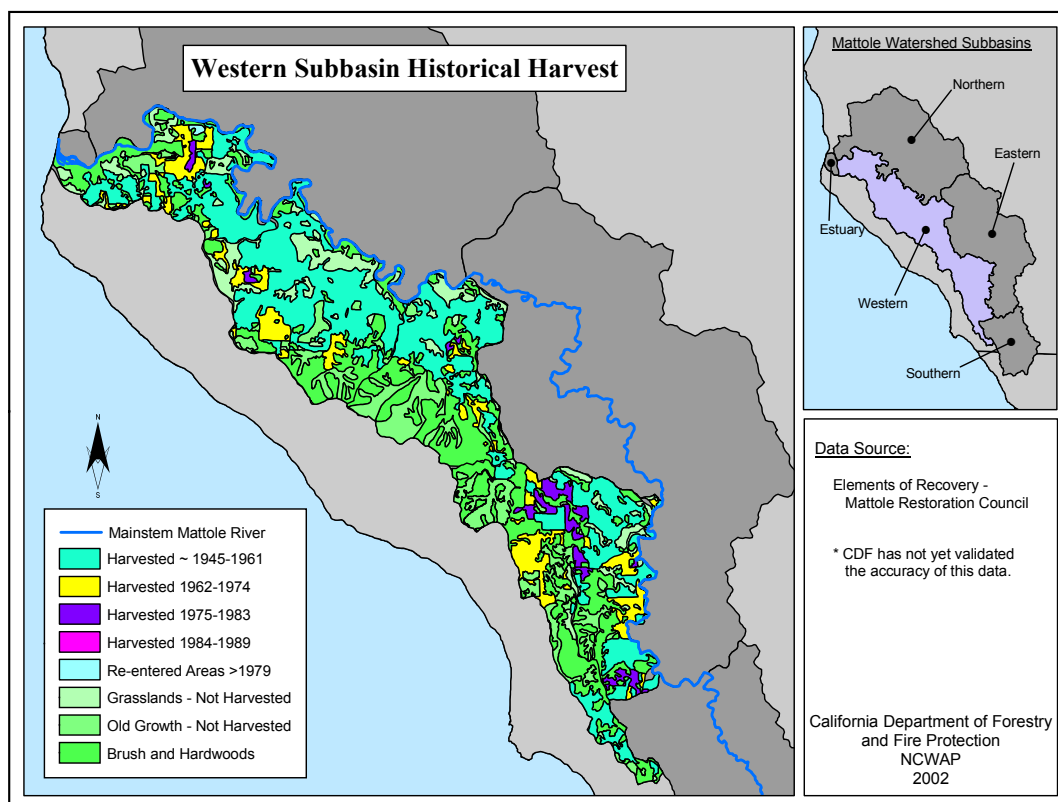 Western Subbasin Historical Harvest
N
S
Mainstem Mattole River
Harvested ~ 1945-1961
Harvested 1962-1974
Harvested 1975-1983
Harvested 1984-1989
Re-entered Areas >1979
Grasslands - Not Harvested
Old Growth - Not Harvested
Brush and Hardwoods
Mattole Watershed Subbasins
Northern
Eastern
Estuary
Western
Southern
Data Source:
Elements of Recovery -
Mattole Restoration Council
* CDF has not yet validated
the accuracy of this data.
California Department of Forestry
and Fire Protection
NCWAP
2002